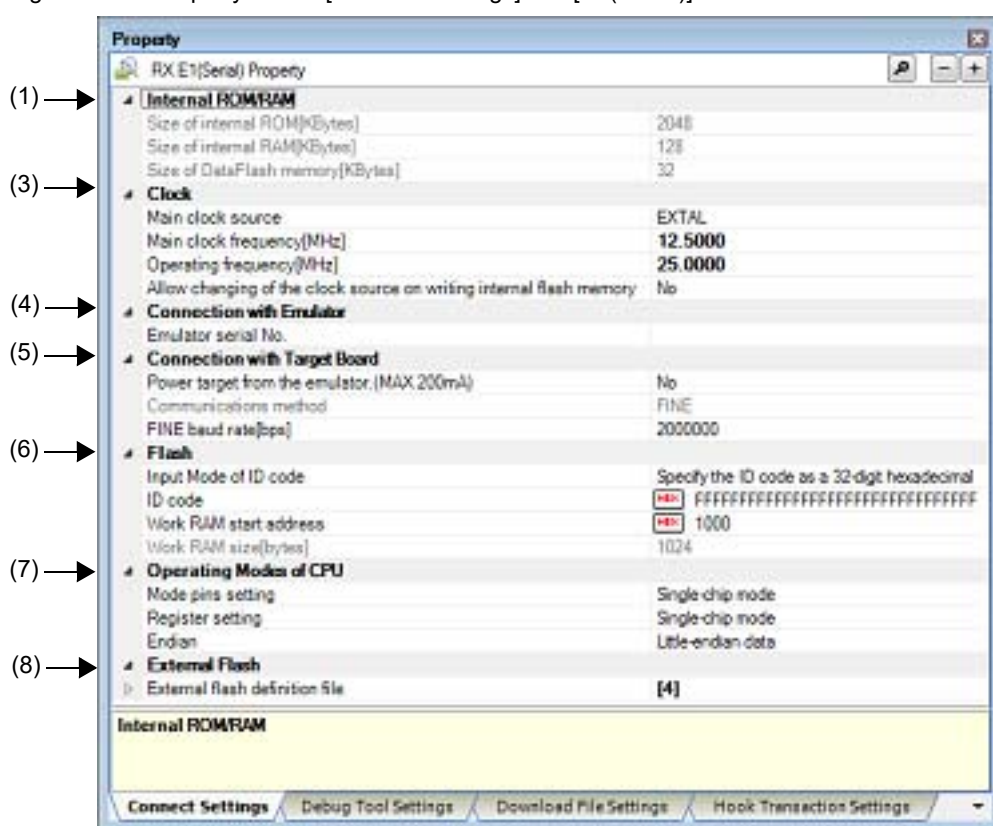 Property
RX E1(Serial) Property
(1) Internal ROM/RAM
Size of internal ROM[KBytes] 2048
Size of internal RAM[KBytes] 128
Size of DataFlash memory[KBytes] 32
(3) Clock
Main clock source EXTAL
Main clock frequency[MHz] 12.5000
Operating frequency[MHz] 25.0000
Allow changing of the clock source on writing internal flash memory No
(4) Connection with Emulator
Emulator serial No.
(5) Connection with Target Board
Power target from the emulator.(MAX 200mA) No
Communications method FINE
FINE baud rate[bps] 2000000
(6) Flash
Input Mode of ID code Specify the ID code as a 32-digit hexadecimal
ID code HEX FFFFFFFFFFFFFFFFFFFFFFFFFFFFFFFF
Work RAM start address HEX 1000
Work RAM size[bytes] 1024
(7) Operating Modes of CPU
Mode pins setting Single-chip mode
Register setting Single-chip mode
Endian Little-endian data
(8) External Flash
External flash definition file [4]
Internal ROM/RAM
Connect Settings Debug Tool Settings Download File Settings Hook Transaction Settings